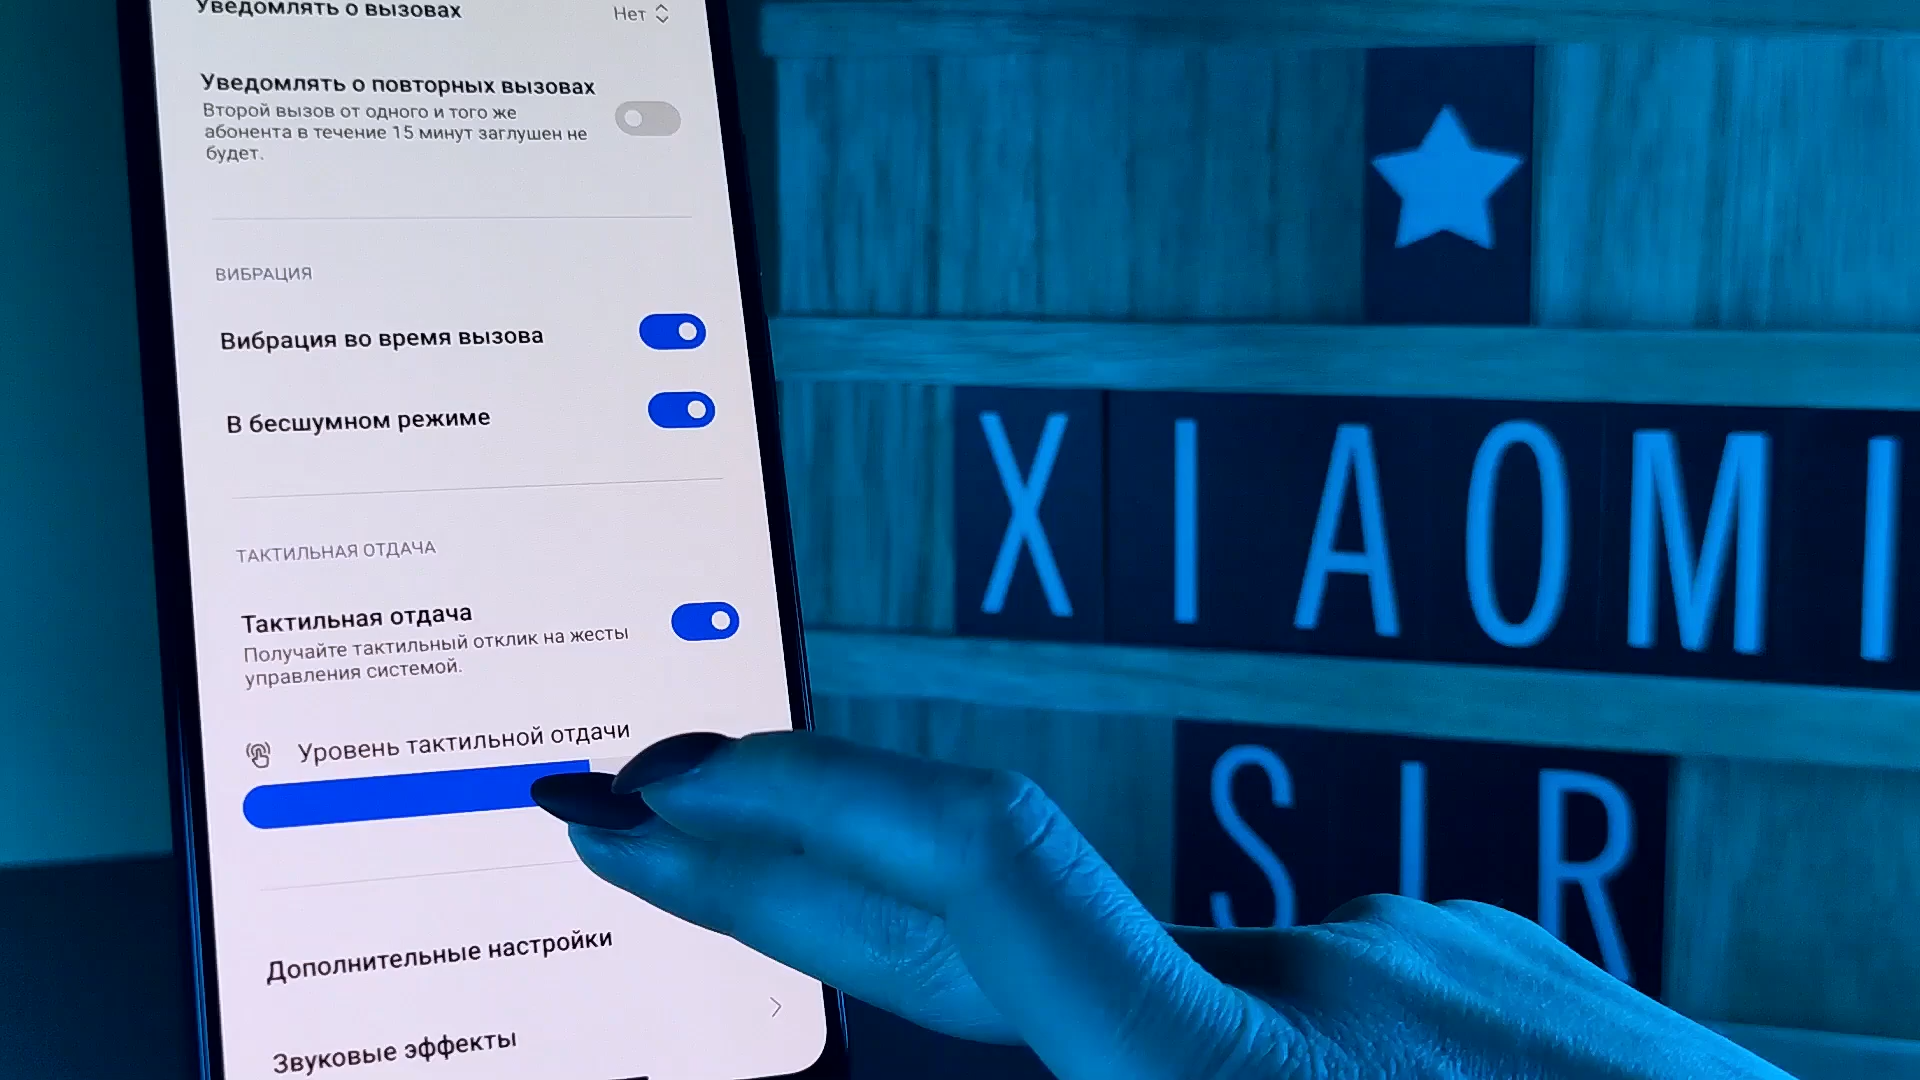 Уведомлять о вызовах
Нет
Уведомлять о повторных вызовах
Второй вызов от одного и того же
абонента в течение 15 минут заглушен не
будет.
ВИБРАЦИЯ
Вибрация во время вызова
В бесшумном режиме
ТАКТИЛЬНАЯ ОТДАЧА
Тактильная отдача
Получайте тактильный отклик на жесты
управления системой.
Уровень тактильной отдачи
Дополнительные настройки
Звуковые эффекты
XIAOMI
SIR